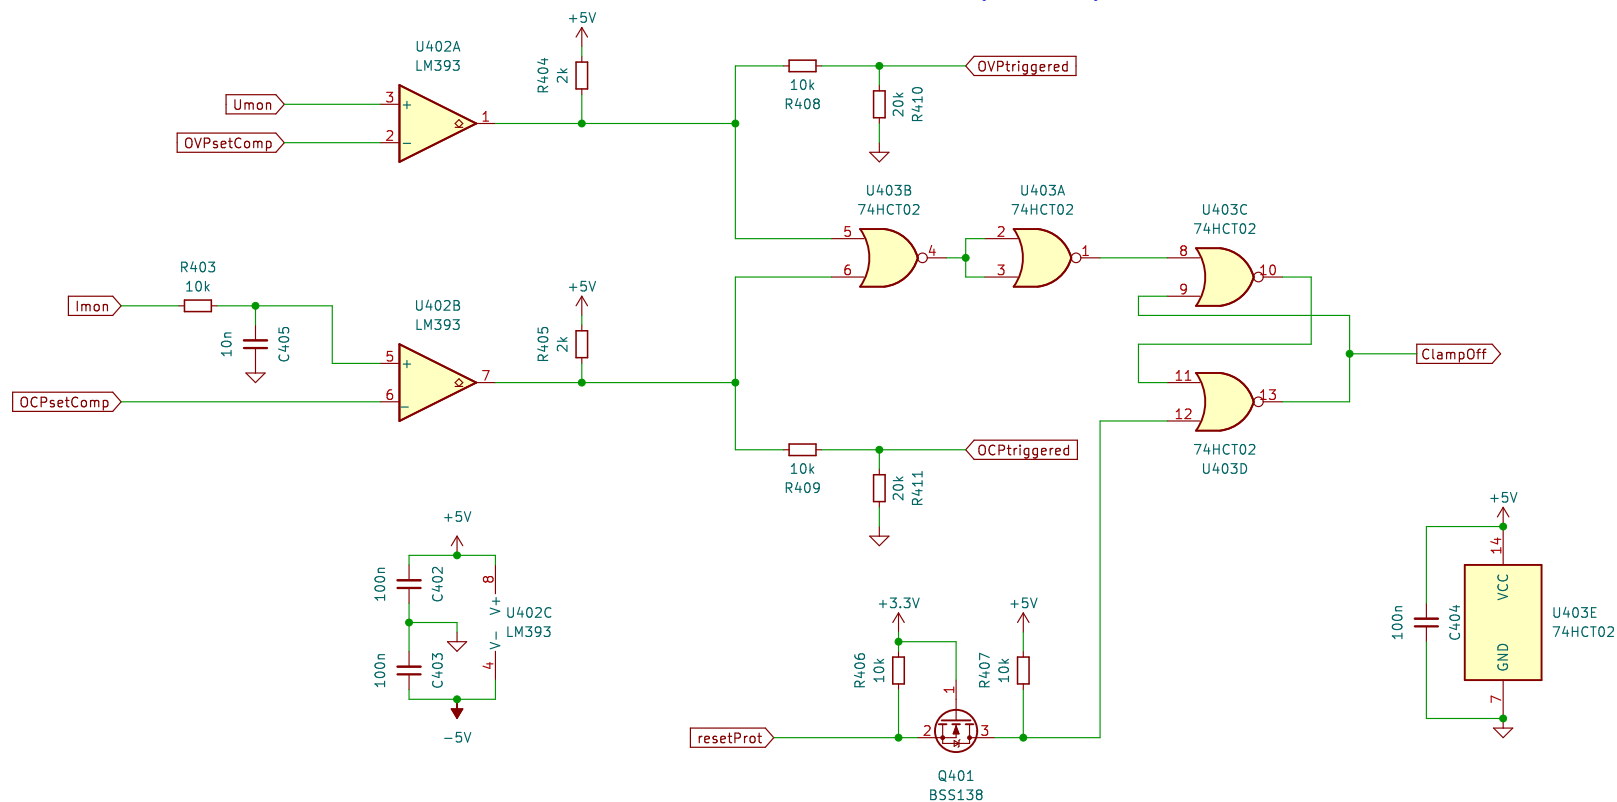 +5V
U402A
LM393
R404
2k
Umon
3
+
OVPsetComp
2
−
1
10k
R408
20k
R410
OVPtriggered
U403B
74HCT02
5
6
4
U403A
74HCT02
2
3
1
U403C
74HCT02
8
9
10
R403
10k
Imon
10n
C405
U402B
LM393
5
+
6
−
7
OCPsetComp
+5V
R405
2k
10k
R409
20k
R411
OCPtriggered
11
12
13
74HCT02
U403D
ClampOff
+5V
100n
C402
100n
C403
8
V+
V−
4
U402C
LM393
-5V
+3.3V
R406
10k
+5V
R407
10k
resetProt
1
2
3
Q401
BSS138
+5V
14
VCC
GND
7
100n
C404
U403E
74HCT02